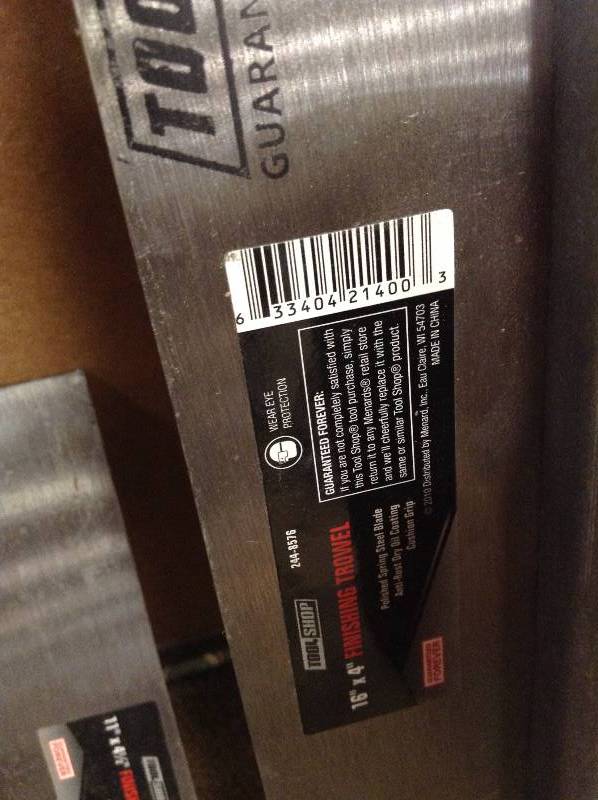 TOO
GUARAN
6 33404 21400 3
WEAR EYE
PROTECTION
GUARANTEED FOREVER:
If you are not completely satisfied with
this Tool Shop® tool purchase, simply
return it to any Menards® retail store
and we'll cheerfully replace it with the
same or similar Tool Shop® product.
© 2019 Distributed by Menard, Inc., Eau Claire, WI 54703
MADE IN CHINA
TOOL SHOP
244-8576
16" x 4" FINISHING TROWEL
Polished Spring Steel Blade
Anti-Rust Dry Oil Coating
Cushion Grip
GUARANTEED
FOREVER